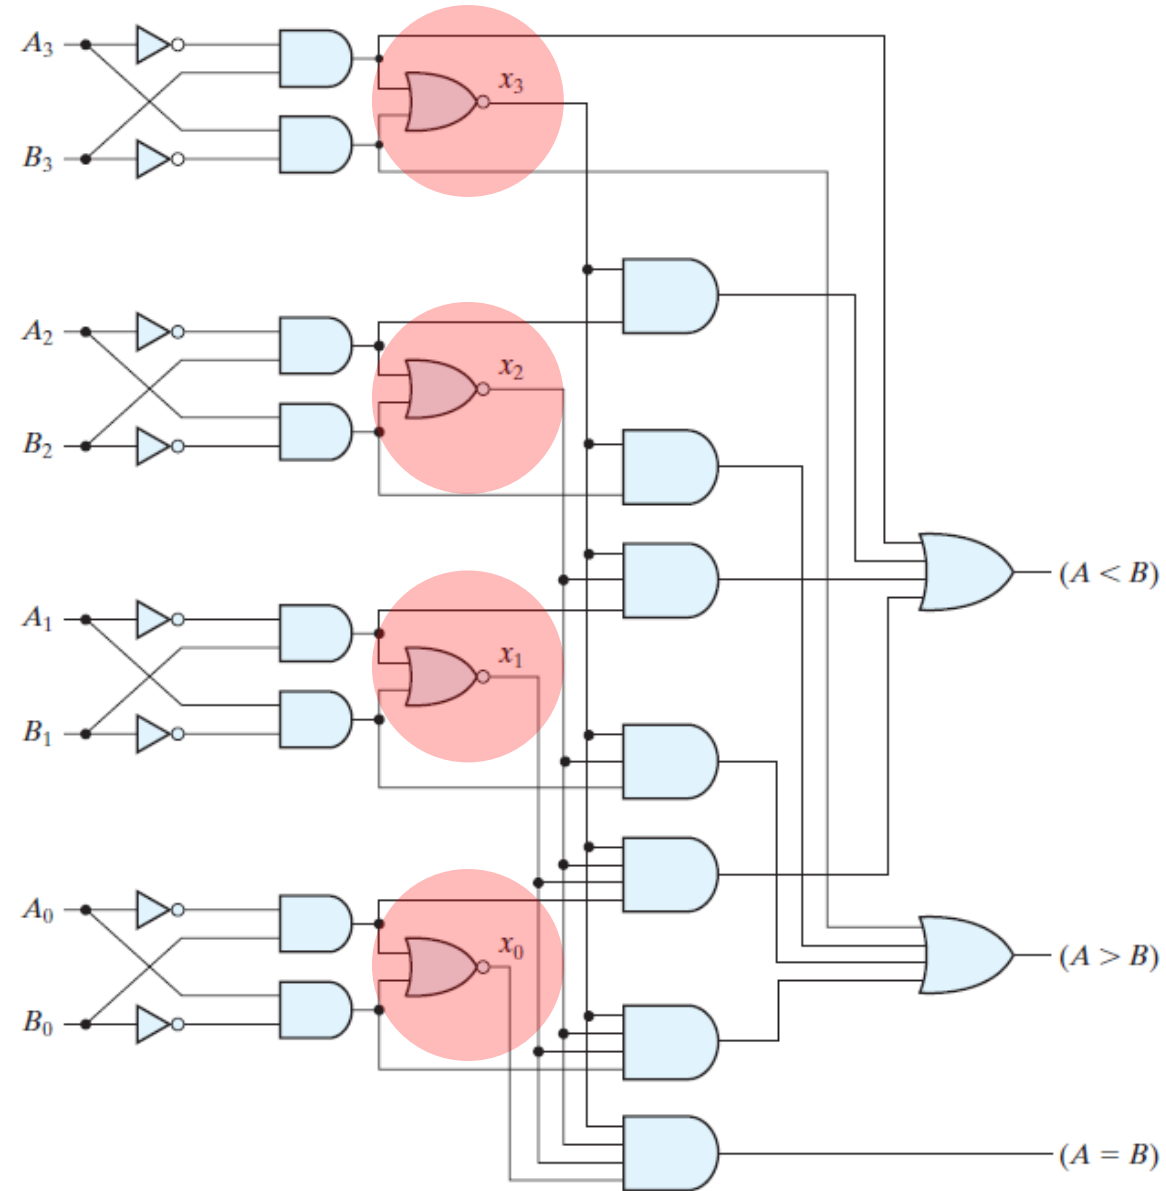 A₃
x₃
B₃
A₂
x₂
B₂
(A < B)
A₁
x₁
B₁
A₀
x₀
(A > B)
B₀
(A = B)